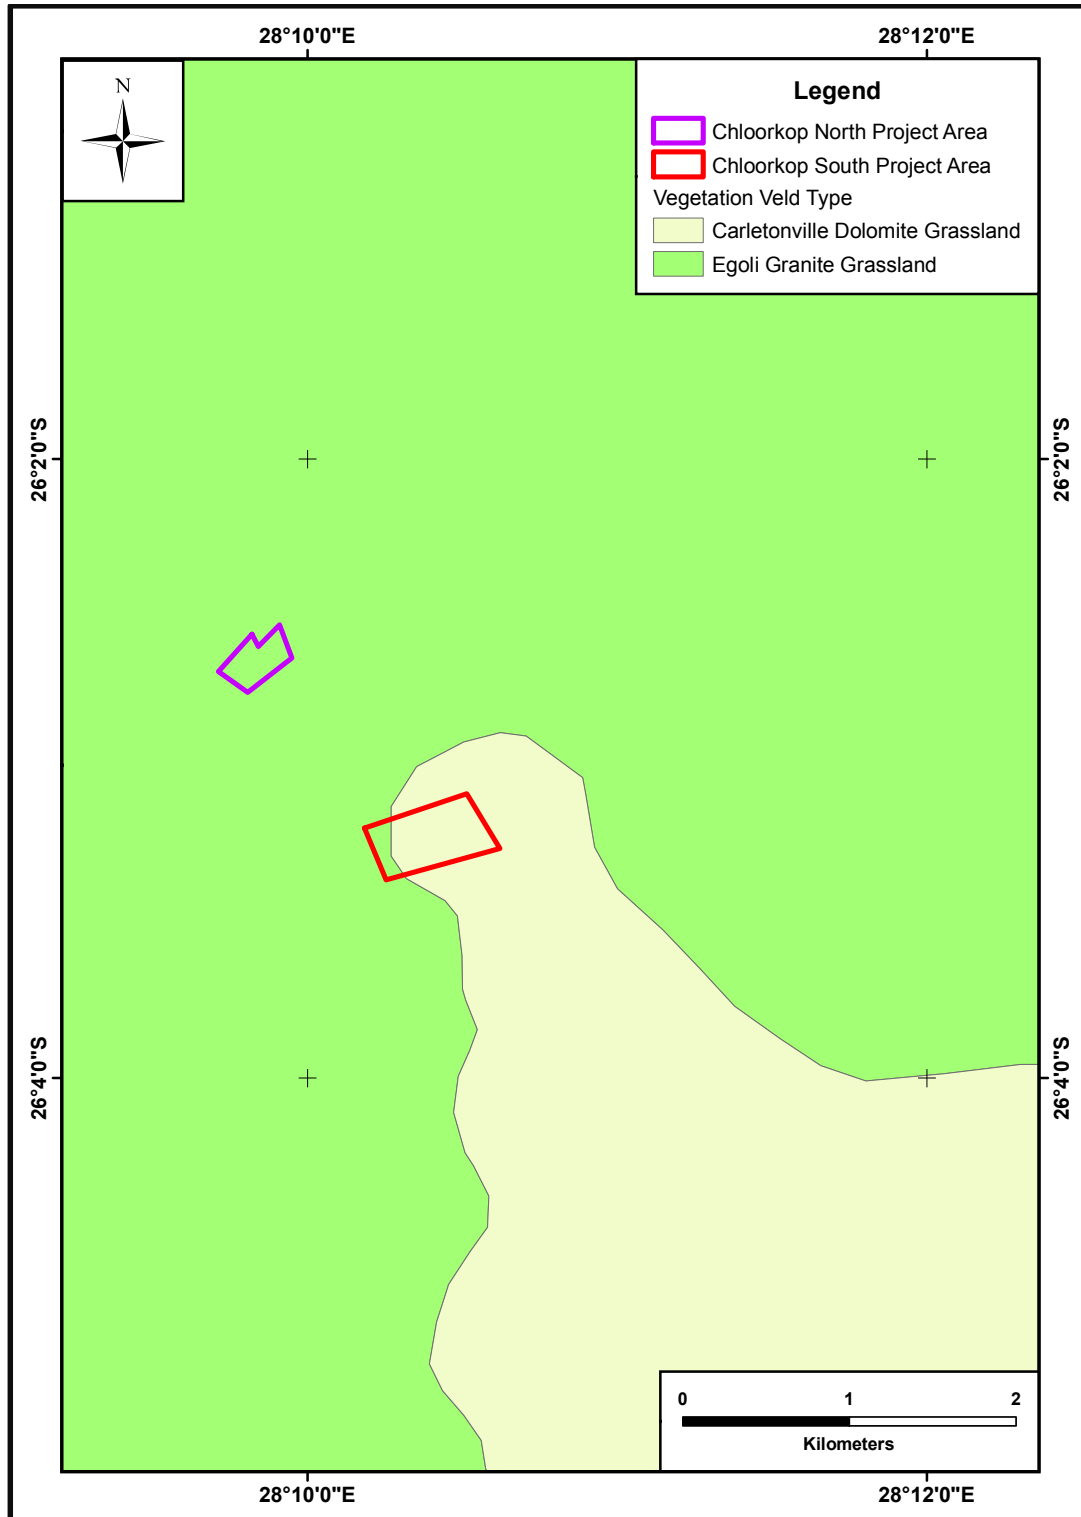 28°10'0"E 28°12'0"E
N
Legend
Chloorkop North Project Area
Chloorkop South Project Area
Vegetation Veld Type
Carletonville Dolomite Grassland
Egoli Granite Grassland
26°2'0"S 26°2'0"S
26°4'0"S 26°4'0"S
0 1 2
Kilometers
28°10'0"E 28°12'0"E